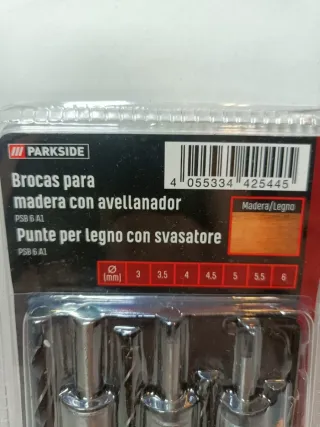 PARKSIDE
4 055334 425445
Brocas para
madera con avellanador
PSB 6 A1
Madera/Legno
Punte per legno con svasatore
PSB 6 A1
Ø (mm) 3 3.5 4 4.5 5 5.5 6